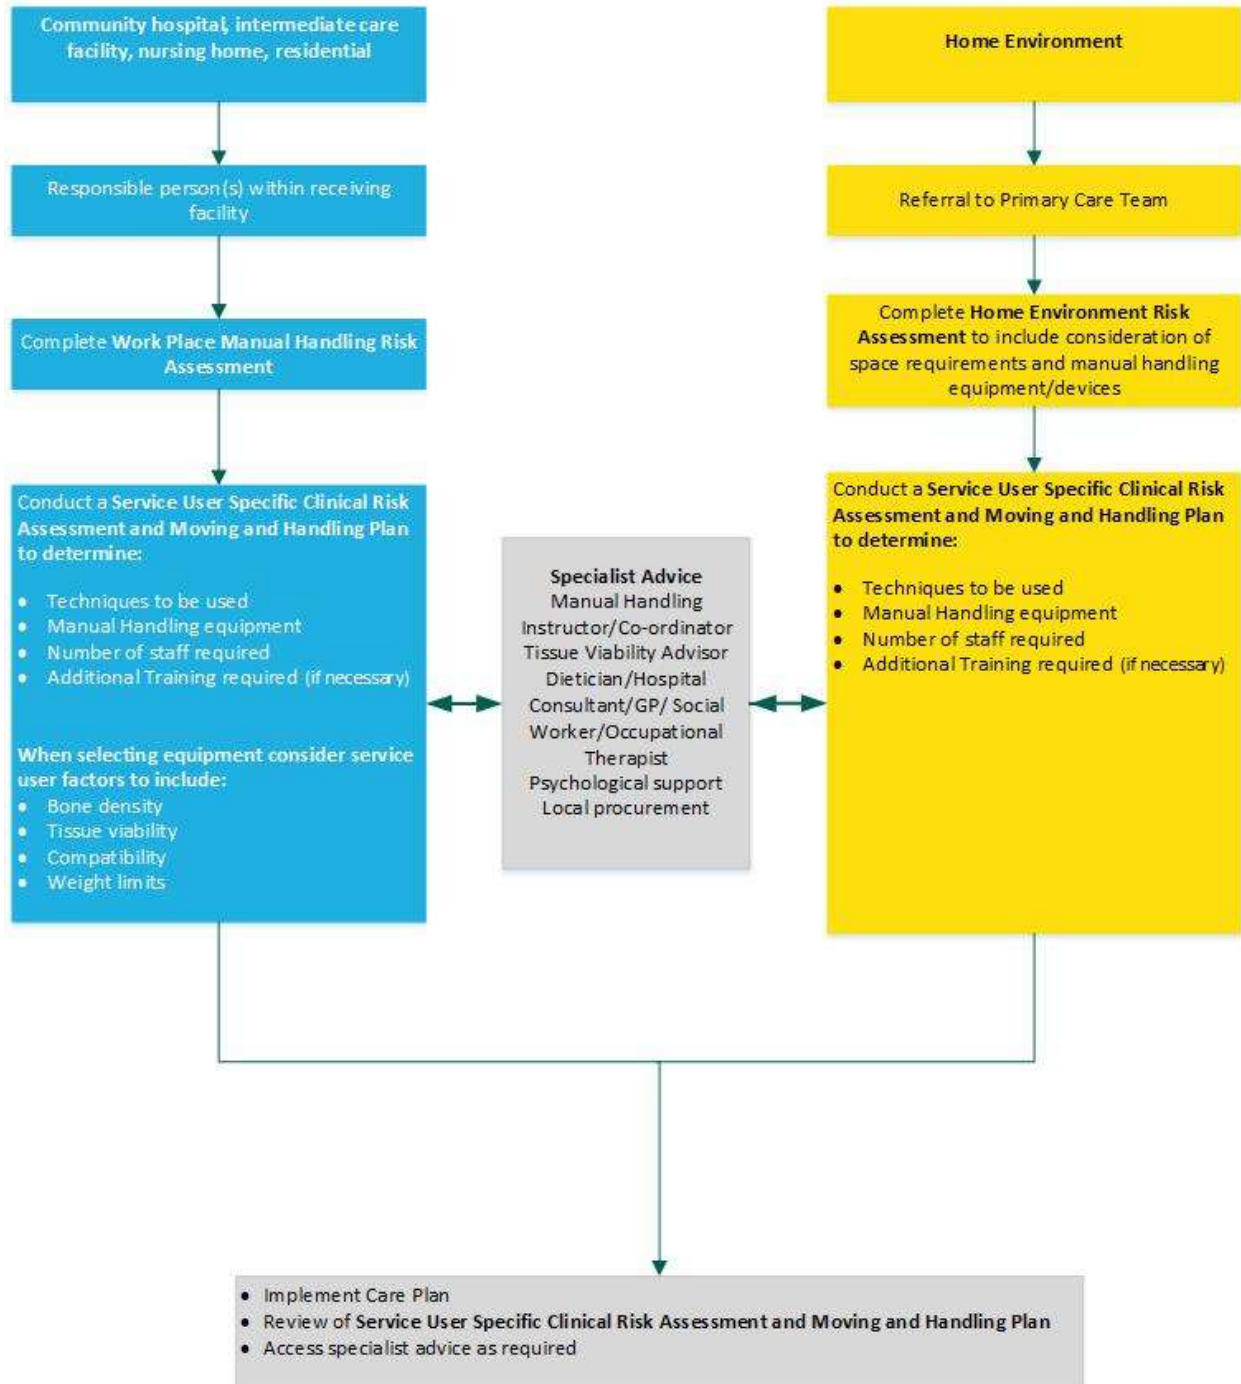 Community hospital, intermediate care
facility, nursing home, residential
Responsible person(s) within receiving
facility
Complete Work Place Manual Handling Risk
Assessment
Conduct a Service User Specific Clinical Risk
Assessment and Moving and Handling Plan
to determine:
• Techniques to be used
• Manual Handling equipment
• Number of staff required
• Additional Training required (if necessary)
When selecting equipment consider service
user factors to include:
• Bone density
• Tissue viability
• Compatibility
• Weight limits
Specialist Advice
Manual Handling
Instructor/Co-ordinator
Tissue Viability Advisor
Dietician/Hospital
Consultant/GP/ Social
Worker/Occupational
Therapist
Psychological support
Local procurement
Home Environment
Referral to Primary Care Team
Complete Home Environment Risk
Assessment to include consideration of
space requirements and manual handling
equipment/devices
Conduct a Service User Specific Clinical Risk
Assessment and Moving and Handling Plan
to determine:
• Techniques to be used
• Manual Handling equipment
• Number of staff required
• Additional Training required (if necessary)
• Implement Care Plan
• Review of Service User Specific Clinical Risk Assessment and Moving and Handling Plan
• Access specialist advice as required